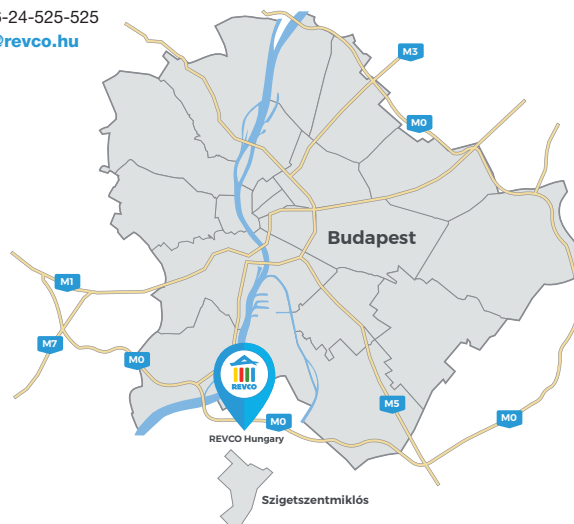 6-24-525-525
@revco.hu
M3
M0
Budapest
M1
M7
M0
REVCO
M5
M0
M0
REVCO Hungary
Szigetszentmiklós